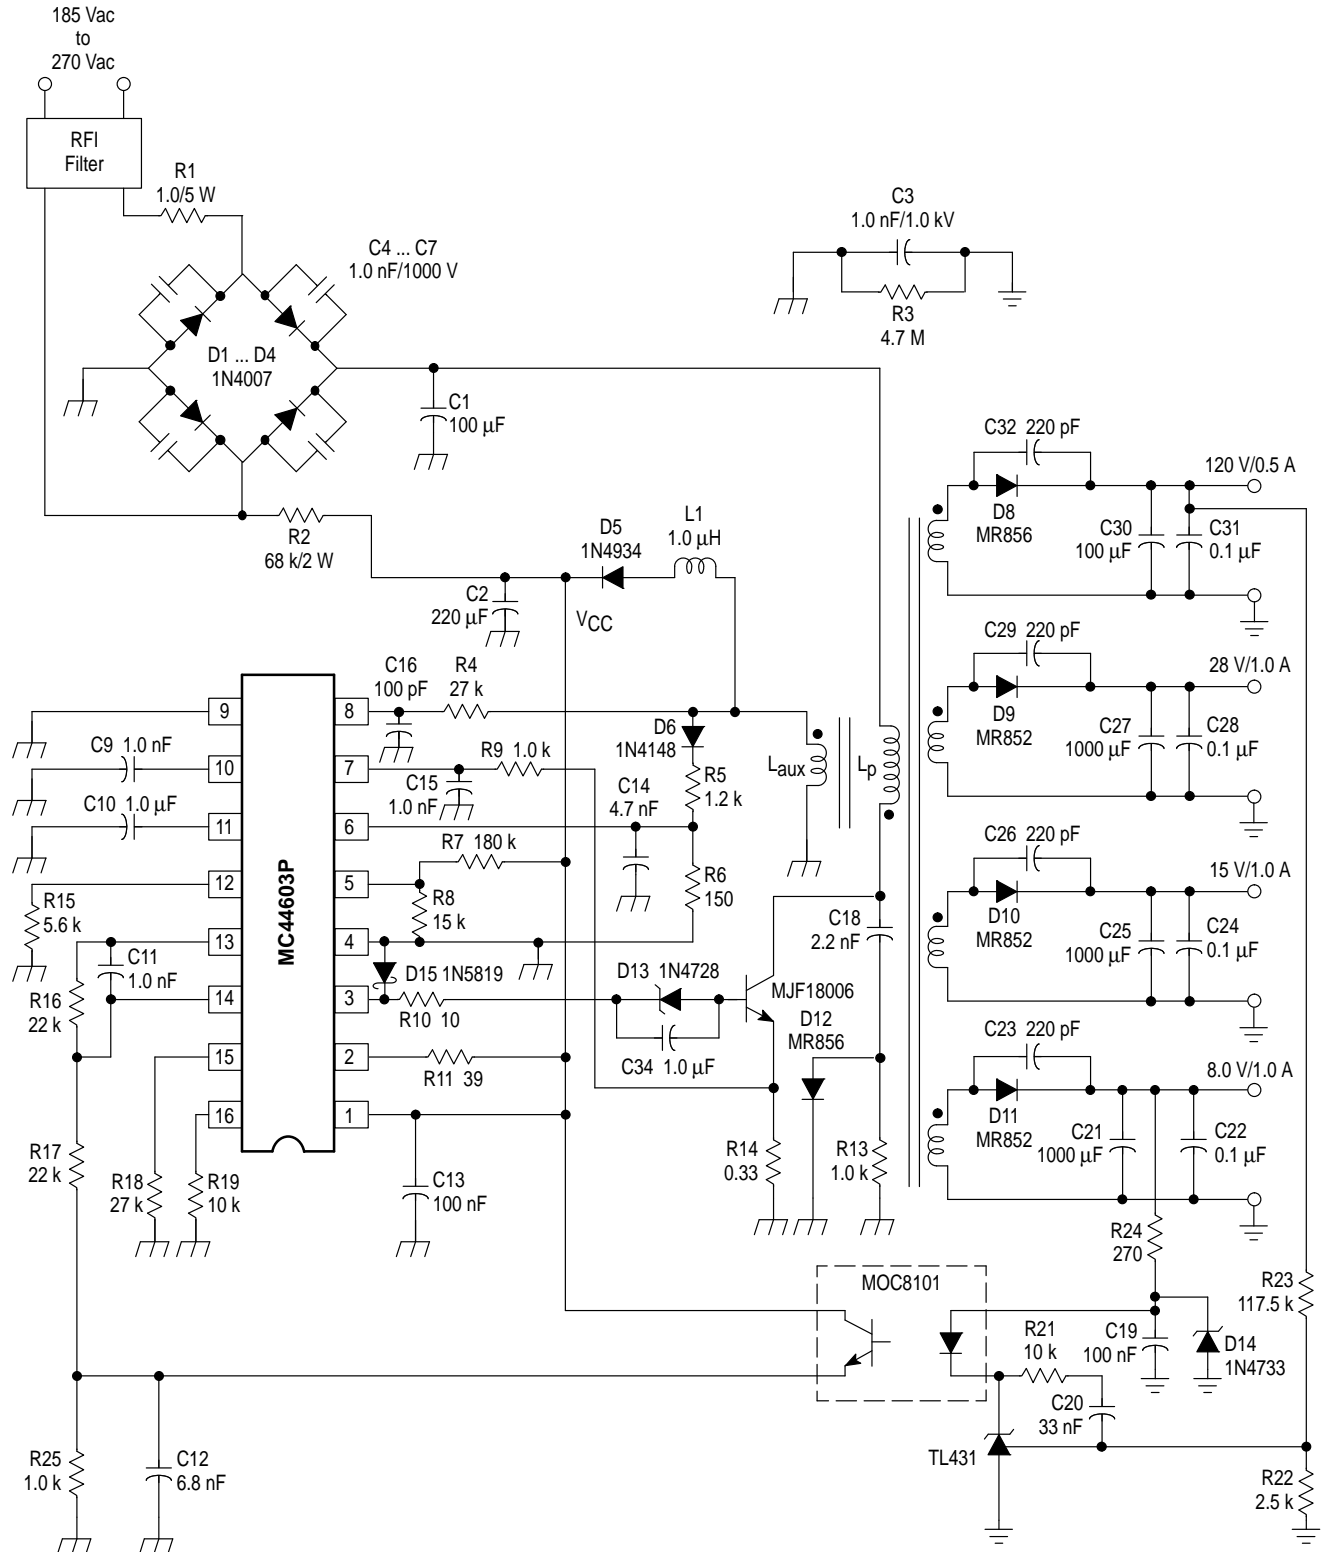 185 Vac
to
270 Vac
RFI
Filter
R1
1.0/5 W
C4 ... C7
1.0 nF/1000 V
D1 ... D4
1N4007
C3
1.0 nF/1.0 kV
R3
4.7 M
C1
100 µF
R2
68 k/2 W
D5
1N4934
L1
1.0 µH
C2
220 µF
VCC
C32 220 pF
120 V/0.5 A
D8
MR856
C30
100 µF
C31
0.1 µF
C29 220 pF
28 V/1.0 A
D9
MR852
C27
1000 µF
C28
0.1 µF
C26 220 pF
15 V/1.0 A
D10
MR852
C25
1000 µF
C24
0.1 µF
C23 220 pF
8.0 V/1.0 A
D11
MR852
C21
1000 µF
C22
0.1 µF
MC44603P
9
10
11
12
13
14
15
16
8
7
6
5
4
3
2
1
C9 1.0 nF
C10 1.0 µF
R15
5.6 k
C11
1.0 nF
R16
22 k
R17
22 k
R18
27 k
R19
10 k
C16
100 pF
R4
27 k
R9 1.0 k
C15
1.0 nF
D6
1N4148
R5
1.2 k
C14
4.7 nF
R7 180 k
R8
15 k
R6
150
Laux
Lp
D15 1N5819
R10 10
D13 1N4728
C34 1.0 µF
MJF18006
C18
2.2 nF
D12
MR856
R11 39
C13
100 nF
R14
0.33
R13
1.0 k
R24
270
R23
117.5 k
MOC8101
R21
10 k
C19
100 nF
D14
1N4733
C20
33 nF
TL431
R22
2.5 k
R25
1.0 k
C12
6.8 nF